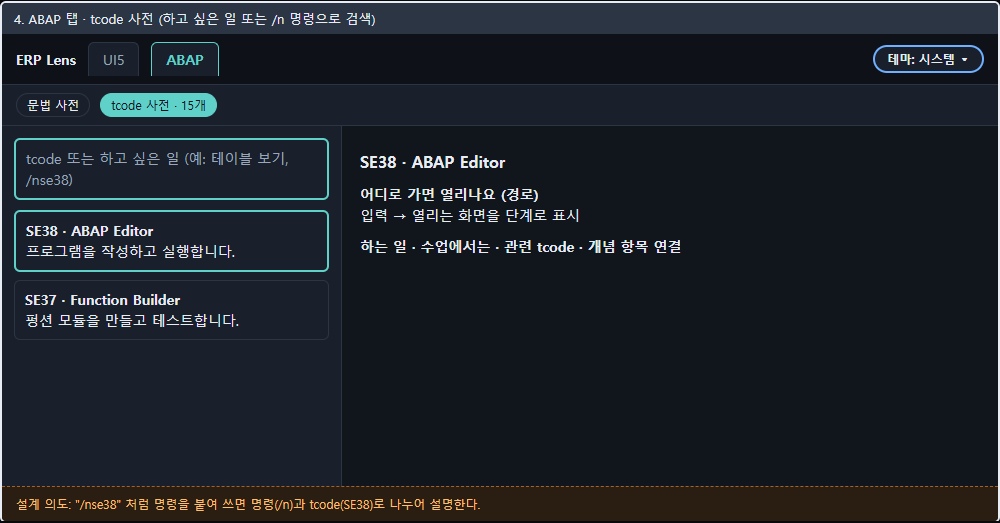 4. ABAP 탭 · tcode 사전 (하고 싶은 일 또는 /n 명령으로 검색)
ERP Lens UI5 ABAP 테마: 시스템
문법 사전 tcode 사전 · 15개
tcode 또는 하고 싶은 일 (예: 테이블 보기,
/nse38)
SE38 · ABAP Editor
프로그램을 작성하고 실행합니다.
SE37 · Function Builder
펑션 모듈을 만들고 테스트합니다.
SE38 · ABAP Editor
어디로 가면 열리나요 (경로)
입력 → 열리는 화면을 단계로 표시
하는 일 · 수업에서는 · 관련 tcode · 개념 항목 연결
설계 의도: "/nse38" 처럼 명령을 붙여 쓰면 명령(/n)과 tcode(SE38)로 나누어 설명한다.